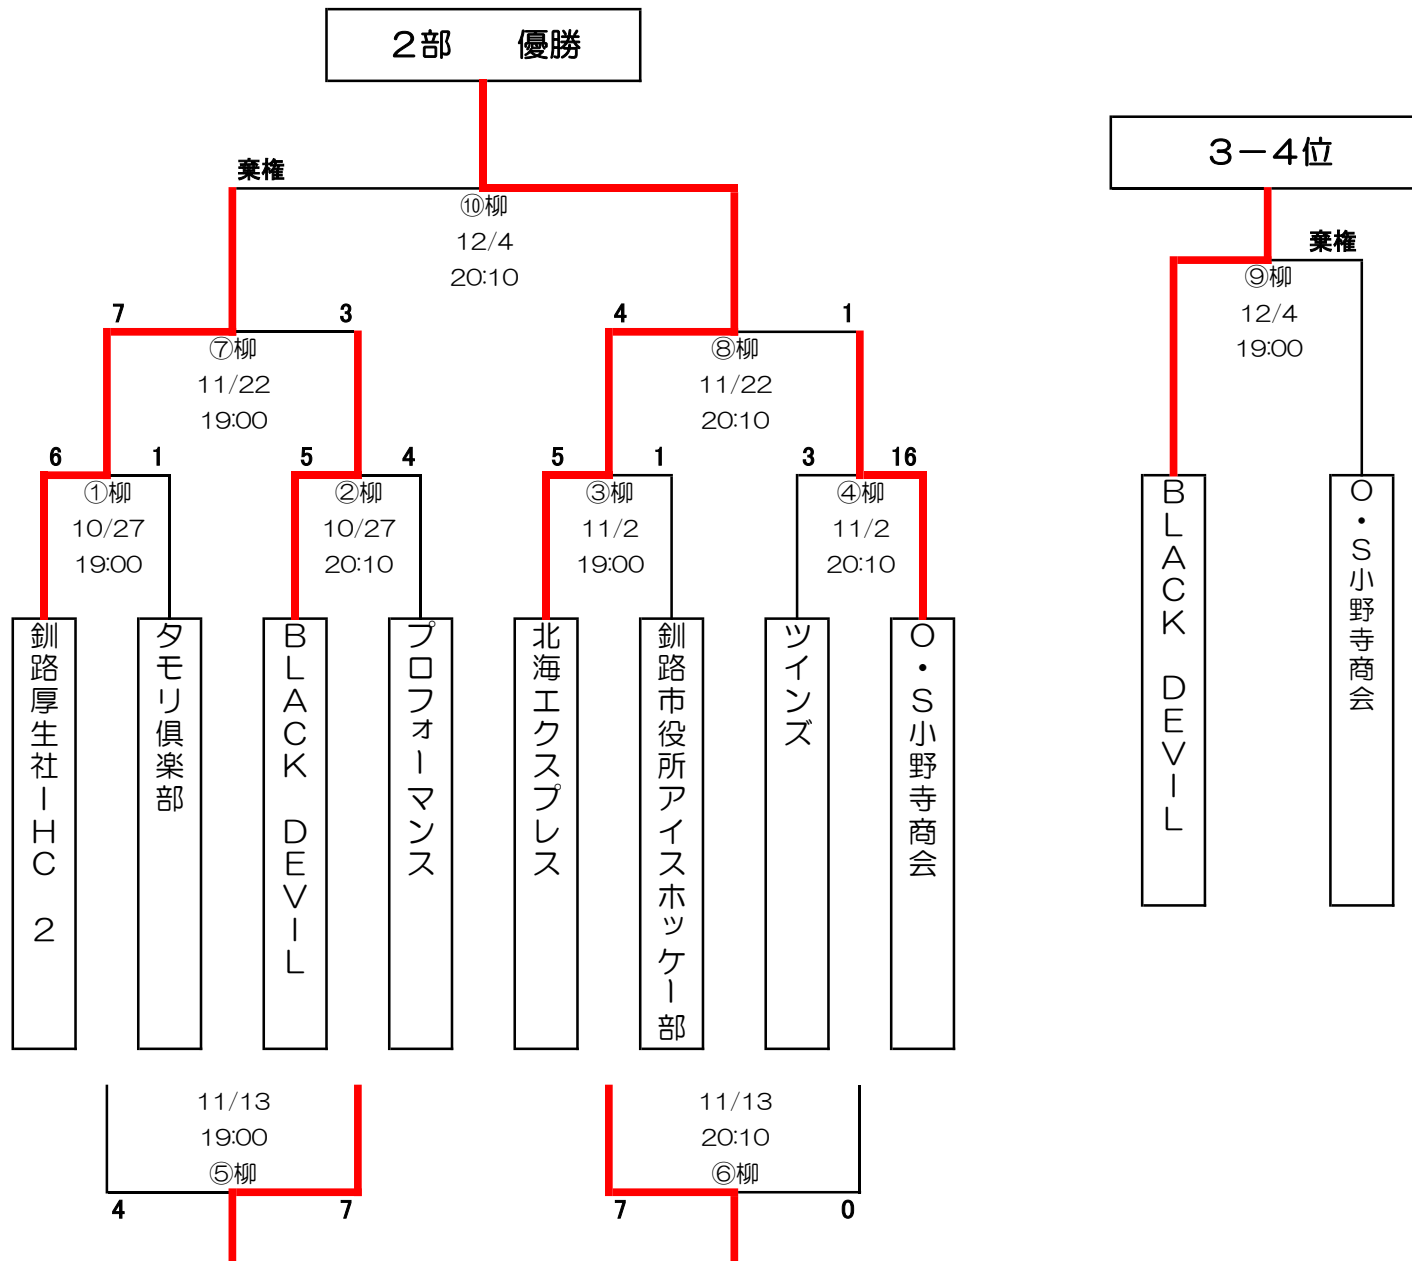 ２部　優勝
３－４位
棄権
⑩柳
12/4
20:10
棄権
⑨柳
12/4
19:00
7
3
4
1
⑦柳
11/22
19:00
⑧柳
11/22
20:10
6
1
5
4
5
1
3
16
①柳
10/27
19:00
②柳
10/27
20:10
③柳
11/2
19:00
④柳
11/2
20:10
釧路厚生社IHC　2
タモリ倶楽部
BLACK　DEVIL
プロフォーマンス
北海エクスプレス
釧路市役所アイスホッケー部
ツインズ
O・S小野寺商会
BLACK　DEVIL
O・S小野寺商会
11/13
19:00
⑤柳
4
7
11/13
20:10
⑥柳
7
0